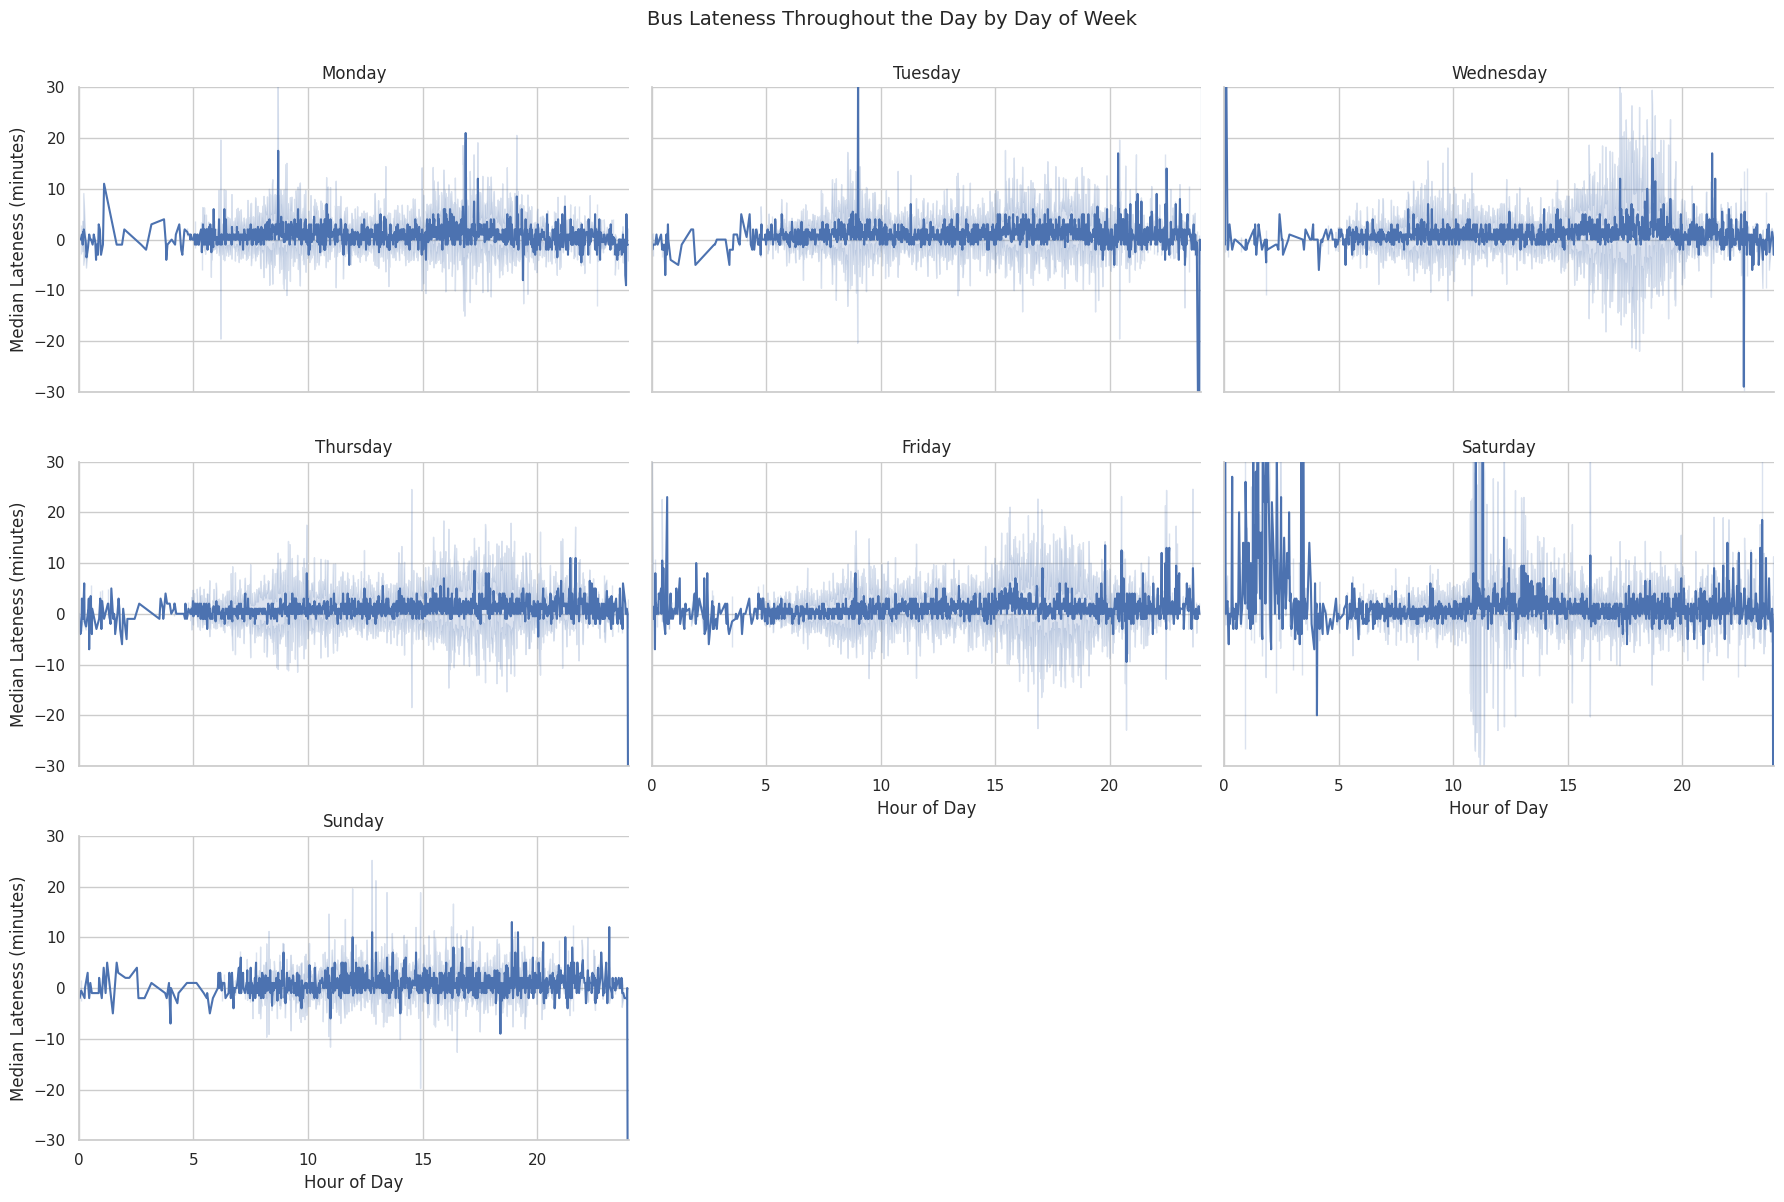 Bus Lateness Throughout the Day by Day of Week
Monday
Tuesday
Wednesday
Median Lateness (minutes)
30
20
10
0
−10
−20
−30
Thursday
Friday
Saturday
Median Lateness (minutes)
30
20
10
0
−10
−20
−30
0 5 10 15 20
Hour of Day
0 5 10 15 20
Hour of Day
Sunday
Median Lateness (minutes)
30
20
10
0
−10
−20
−30
0 5 10 15 20
Hour of Day